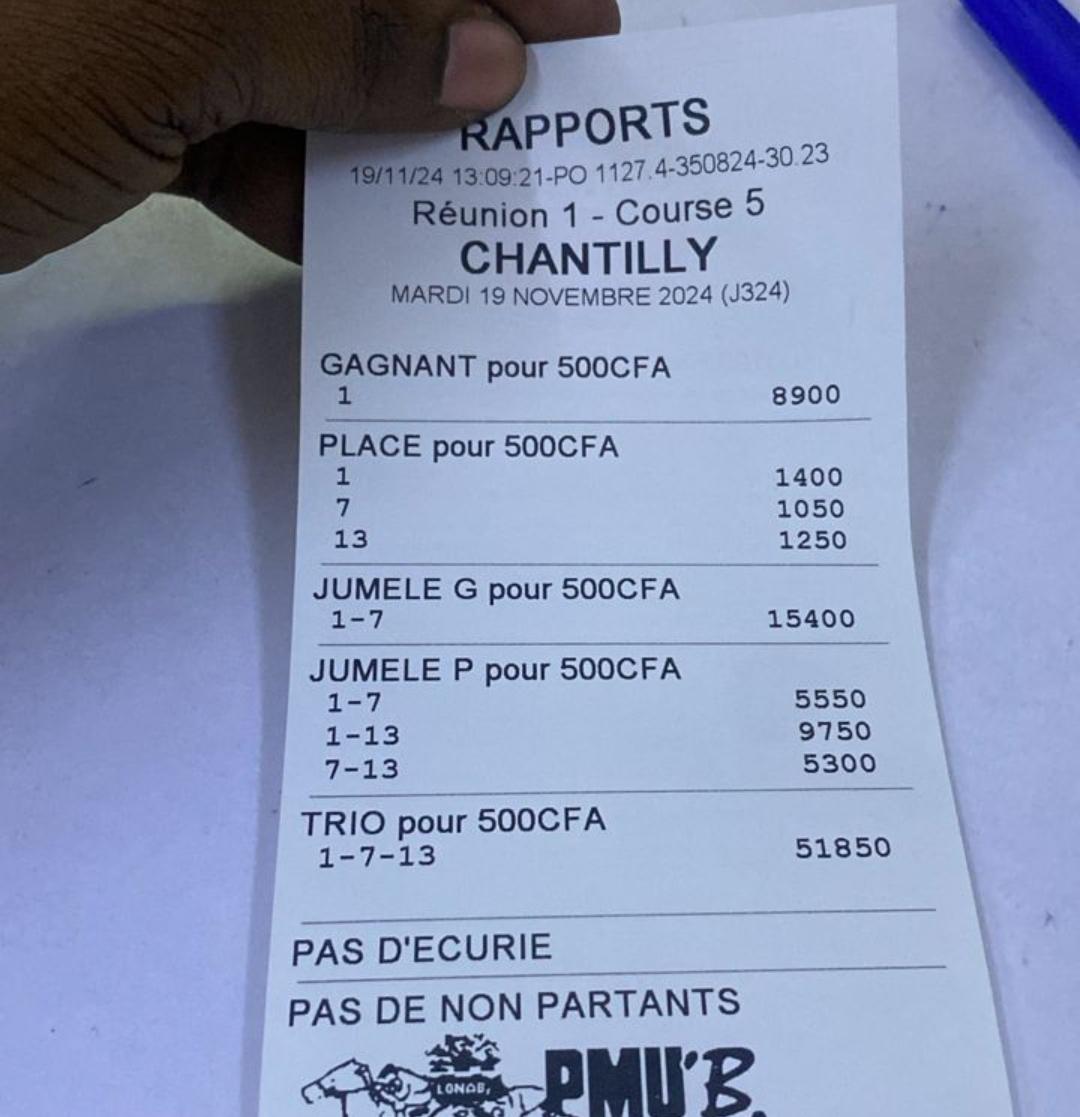 RAPPORTS
19/11/24 13:09:21-PO 1127.4-350824-30.23
Réunion 1 - Course 5
CHANTILLY
MARDI 19 NOVEMBRE 2024 (J324)
GAGNANT pour 500CFA
1 8900
PLACE pour 500CFA
1 1400
7 1050
13 1250
JUMELE G pour 500CFA
1-7 15400
JUMELE P pour 500CFA
1-7 5550
1-13 9750
7-13 5300
TRIO pour 500CFA
1-7-13 51850
PAS D'ECURIE
PAS DE NON PARTANTS
LONAB
PMU'B